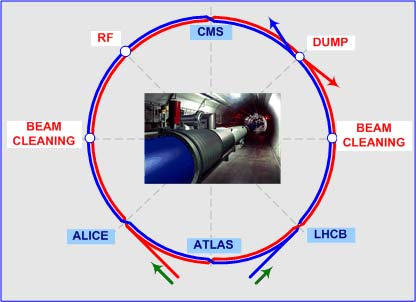 CMS
RF
DUMP
BEAM
CLEANING
BEAM
CLEANING
ALICE
ATLAS
LHCB